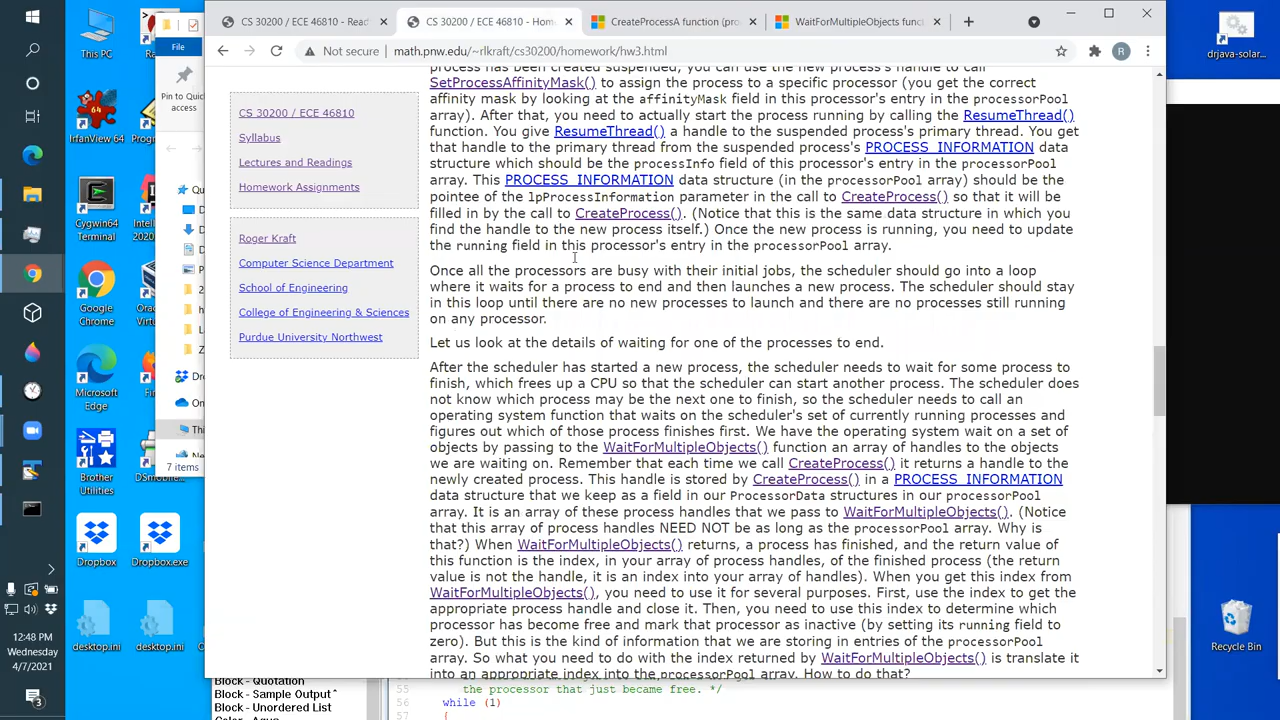 CS 30200 / ECE 46810 - Read
CS 30200 / ECE 46810 - Hom
CreateProcessA function (pro
WaitForMultipleObjects func
Not secure
math.pnw.edu/~rlkraft/cs30200/homework/hw3.html
R
This PC
IrfanView 64
Cygwin64
Terminal
Google
Chrome
Microsoft
Edge
Brother
Utilities
Dropbox
Dropbox.exe
desktop.ini
desktop.ini
12:48 PM
Wednesday
4/7/2021
3
File
Pin to Quick
access
7 items
CS 30200 / ECE 46810
Syllabus
Lectures and Readings
Homework Assignments
Roger Kraft
Computer Science Department
School of Engineering
College of Engineering & Sciences
Purdue University Northwest
process has been created suspended, you can use the new process's handle to call
SetProcessAffinityMask() to assign the process to a specific processor (you get the correct
affinity mask by looking at the affinityMask field in this processor's entry in the processorPool
array). After that, you need to actually start the process running by calling the ResumeThread()
function. You give ResumeThread() a handle to the suspended process's primary thread. You get
that handle to the primary thread from the suspended process's PROCESS_INFORMATION data
structure which should be the processInfo field of this processor's entry in the processorPool
array. This PROCESS_INFORMATION data structure (in the processorPool array) should be the
pointee of the lpProcessInformation parameter in the call to CreateProcess() so that it will be
filled in by the call to CreateProcess(). (Notice that this is the same data structure in which you
find the handle to the new process itself.) Once the new process is running, you need to update
the running field in this processor's entry in the processorPool array.
Once all the processors are busy with their initial jobs, the scheduler should go into a loop
where it waits for a process to end and then launches a new process. The scheduler should stay
in this loop until there are no new processes to launch and there are no processes still running
on any processor.
Let us look at the details of waiting for one of the processes to end.
After the scheduler has started a new process, the scheduler needs to wait for some process to
finish, which frees up a CPU so that the scheduler can start another process. The scheduler does
not know which process may be the next one to finish, so the scheduler needs to call an
operating system function that waits on the scheduler's set of currently running processes and
figures out which of those process finishes first. We have the operating system wait on a set of
objects by passing to the WaitForMultipleObjects() function an array of handles to the objects
we are waiting on. Remember that each time we call CreateProcess() it returns a handle to the
newly created process. This handle is stored by CreateProcess() in a PROCESS_INFORMATION
data structure that we keep as a field in our ProcessorData structures in our processorPool
array. It is an array of these process handles that we pass to WaitForMultipleObjects(). (Notice
that this array of process handles NEED NOT be as long as the processorPool array. Why is
that?) When WaitForMultipleObjects() returns, a process has finished, and the return value of
this function is the index, in your array of process handles, of the finished process (the return
value is not the handle, it is an index into your array of handles). When you get this index from
WaitForMultipleObjects(), you need to use it for several purposes. First, use the index to get the
appropriate process handle and close it. Then, you need to use this index to determine which
processor has become free and mark that processor as inactive (by setting its running field to
zero). But this is the kind of information that we are storing in entries of the processorPool
array. So what you need to do with the index returned by WaitForMultipleObjects() is translate it
into an appropriate index into the processorPool array. How to do that?
Block - Quotation
Block - Sample Output
Block - Unordered List
55 the processor that just became free. */
56 while (1)
57 {
drjava-solar
Recycle Bin